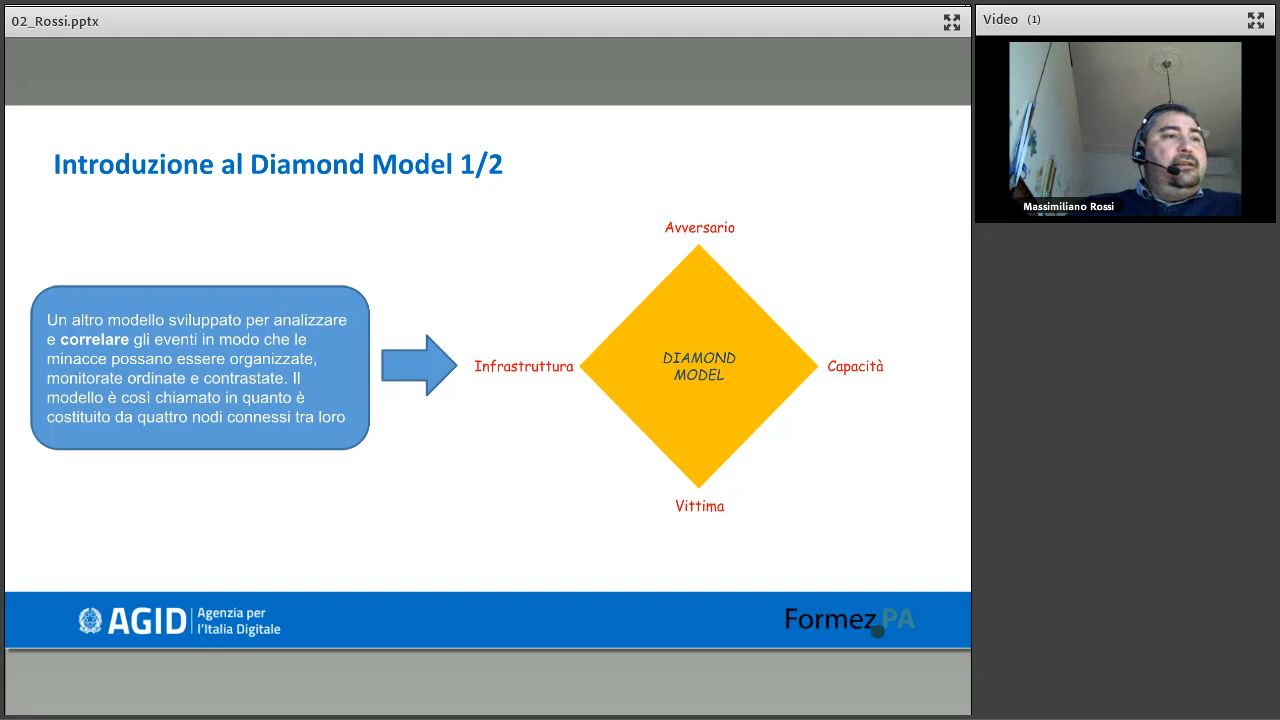 02_Rossi.pptx
Video (1)
Massimiliano Rossi
Introduzione al Diamond Model 1/2
Un altro modello sviluppato per analizzare
e correlare gli eventi in modo che le
minacce possano essere organizzate,
monitorate ordinate e contrastate. Il
modello è così chiamato in quanto è
costituito da quattro nodi connessi tra loro
Avversario
Infrastruttura
DIAMOND
MODEL
Capacità
Vittima
AGID
Agenzia per
l'Italia Digitale
Formez PA